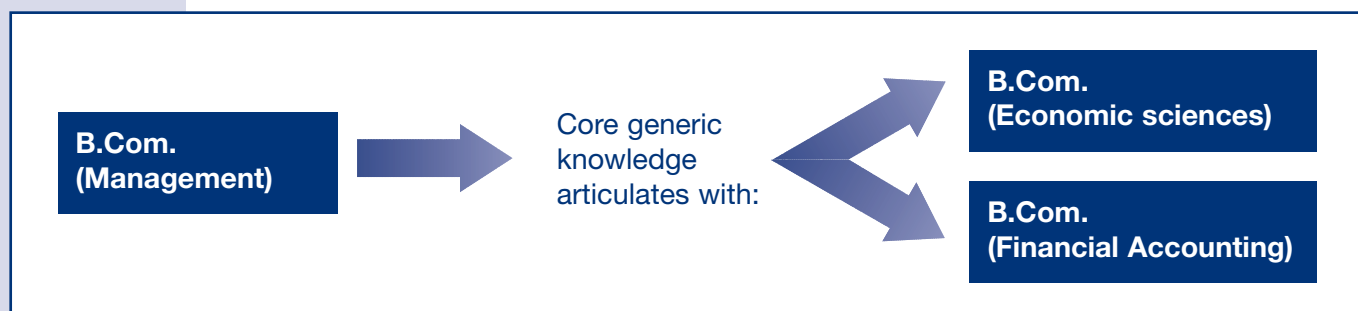 B.Com.
(Management)
Core generic
knowledge
articulates with:
B.Com.
(Economic sciences)
B.Com.
(Financial Accounting)